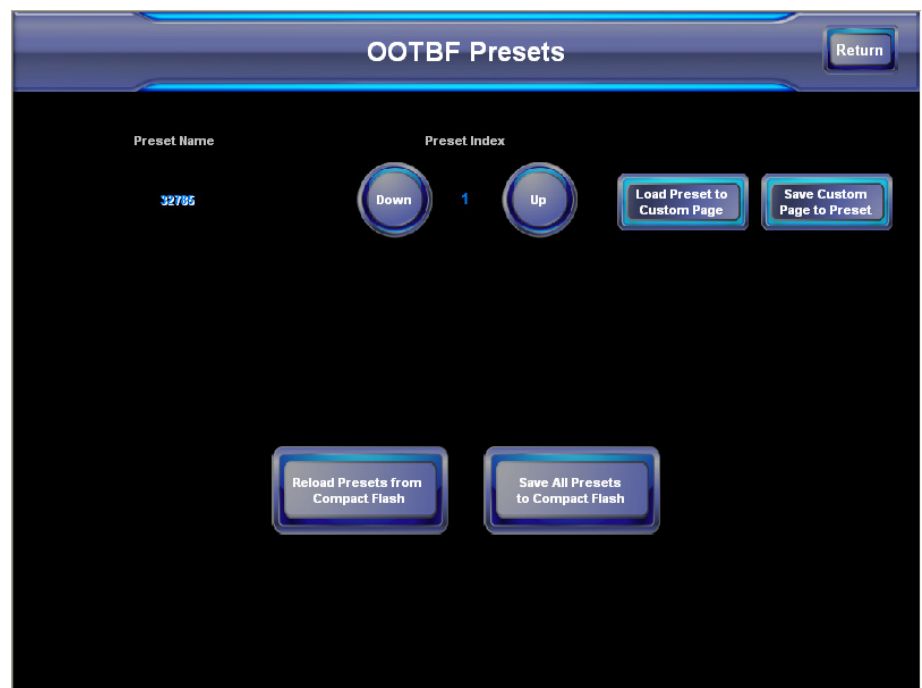 OOTBF Presets
Return
Preset Name
Preset Index
32785
Down
1
Up
Load Preset to
Custom Page
Save Custom
Page to Preset
Reload Presets from
Compact Flash
Save All Presets
to Compact Flash